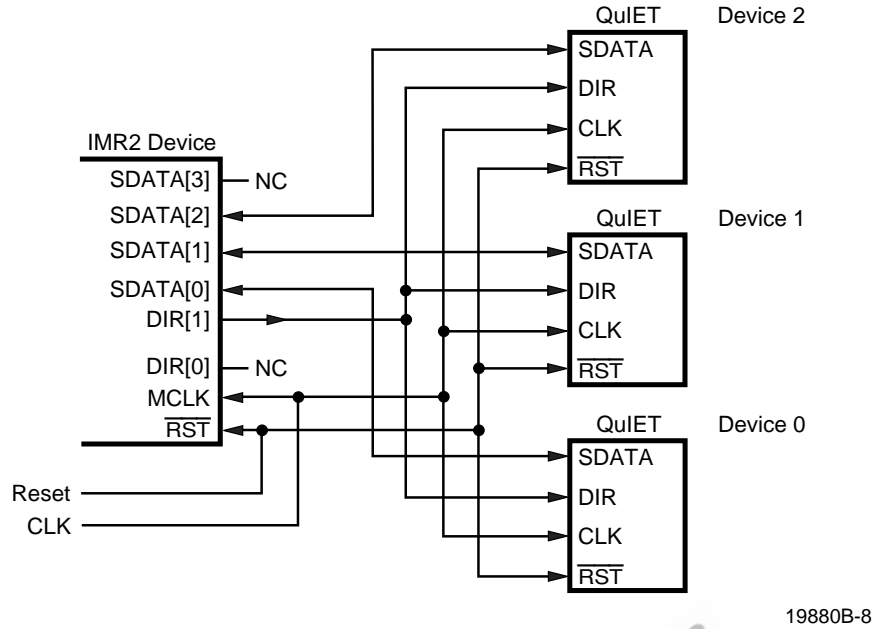 QuIET Device 2
SDATA
DIR
CLK
RST
IMR2 Device
SDATA[3] NC
SDATA[2]
SDATA[1]
SDATA[0]
DIR[1]
DIR[0] NC
MCLK
RST
Reset
CLK
QuIET Device 1
SDATA
DIR
CLK
RST
QuIET Device 0
SDATA
DIR
CLK
RST
19880B-8